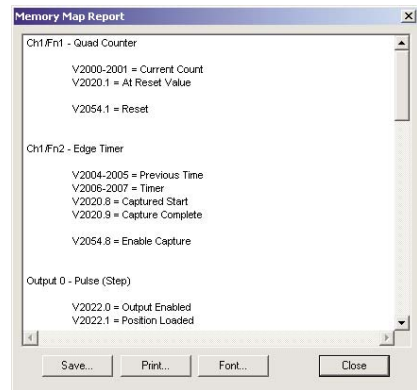 Memory Map Report
Ch1/Fn1 - Quad Counter
V2000-2001 = Current Count
V2020.1 = At Reset Value
V2054.1 = Reset
Ch1/Fn2 - Edge Timer
V2004-2005 = Previous Time
V2006-2007 = Timer
V2020.8 = Captured Start
V2020.9 = Capture Complete
V2054.8 = Enable Capture
Output 0 - Pulse (Step)
V2022.0 = Output Enabled
V2022.1 = Position Loaded
Save... Print... Font... Close